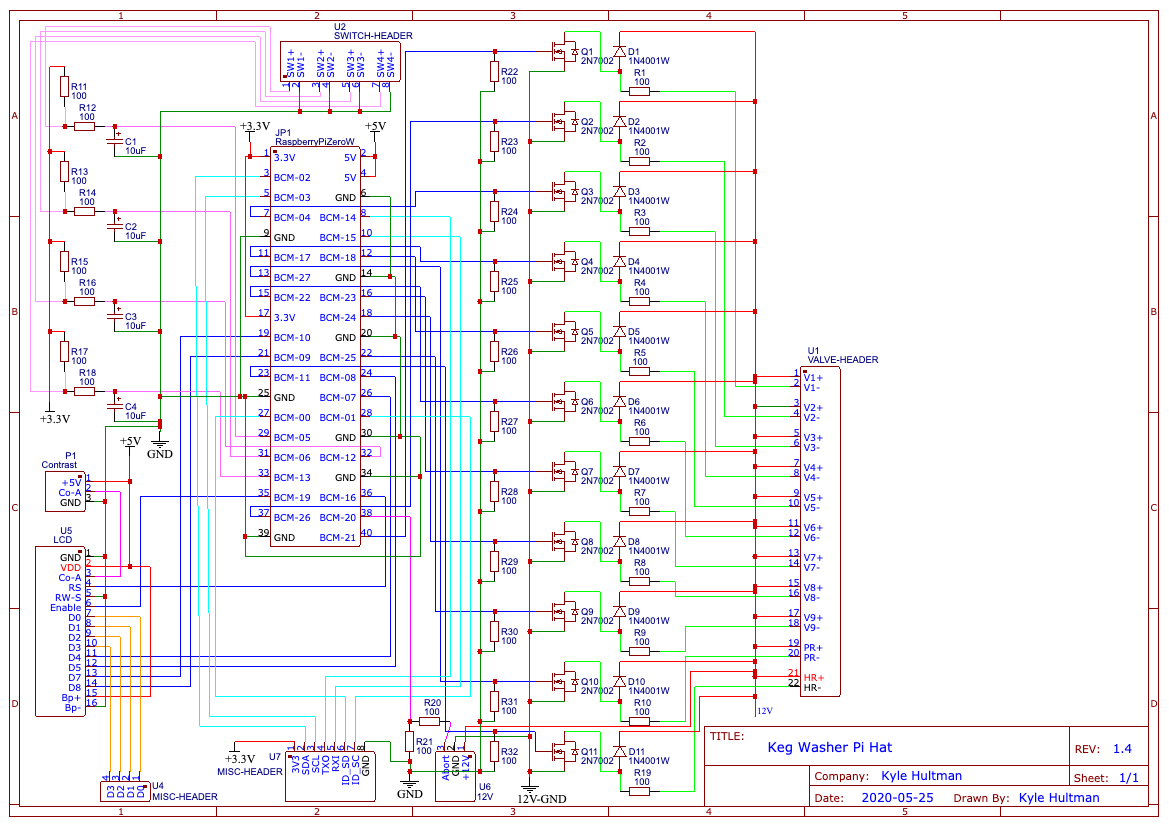 1 2 3 4 5
A
B
C
D
A
B
C
D
1 2 3 4 5
U2
SWITCH-HEADER
SW1+
SW1-
SW2+
SW2-
SW3+
SW3-
SW4+
SW4-
1 2 3 4 5 6 7 8
R11
100
R12
100
C1
10uF
R13
100
R14
100
C2
10uF
R15
100
R16
100
C3
10uF
R17
100
R18
100
C4
10uF
+3.3V
GND
+3.3V
+5V
JP1
RaspberryPiZeroW
1 3.3V 5V 2
3 BCM-02 5V 4
5 BCM-03 GND 6
7 BCM-04 BCM-14 8
9 GND BCM-15 10
11 BCM-17 BCM-18 12
13 BCM-27 GND 14
15 BCM-22 BCM-23 16
17 3.3V BCM-24 18
19 BCM-10 GND 20
21 BCM-09 BCM-25 22
23 BCM-11 BCM-08 24
25 GND BCM-07 26
27 BCM-00 BCM-01 28
29 BCM-05 GND 30
31 BCM-06 BCM-12 32
33 BCM-13 GND 34
35 BCM-19 BCM-16 36
37 BCM-26 BCM-20 38
39 GND BCM-21 40
+5V
P1
Contrast
+5V 1
Co-A 2
GND 3
U5
LCD
GND 1
VDD 2
Co-A 3
RS 4
RW-S 5
Enable 6
D0 7
D1 8
D2 9
D3 10
D4 11
D5 12
D7 13
D8 14
Bp+ 15
Bp- 16
4 3 2 1
D3
D2
D1
D0
U4
MISC-HEADER
+3.3V
U7
MISC-HEADER
1 2 3 4 5 6 7 8
3V3
SDA
SCL
TXO
RXI
ID_SD
ID_SC
GND
R20
100
R21
100
GND
3 2 1
Abort
GND
+12V
U6
12V
12V-GND
R22
100
Q1
2N7002
D1
1N4001W
R1
100
R23
100
Q2
2N7002
D2
1N4001W
R2
100
R24
100
Q3
2N7002
D3
1N4001W
R3
100
R25
100
Q4
2N7002
D4
1N4001W
R4
100
R26
100
Q5
2N7002
D5
1N4001W
R5
100
R27
100
Q6
2N7002
D6
1N4001W
R6
100
R28
100
Q7
2N7002
D7
1N4001W
R7
100
R29
100
Q8
2N7002
D8
1N4001W
R8
100
R30
100
Q9
2N7002
D9
1N4001W
R9
100
R31
100
Q10
2N7002
D10
1N4001W
R10
100
R32
100
Q11
2N7002
D11
1N4001W
R19
100
12V
U1
VALVE-HEADER
1 V1+
2 V1-
3 V2+
4 V2-
5 V3+
6 V3-
7 V4+
8 V4-
9 V5+
10 V5-
11 V6+
12 V6-
13 V7+
14 V7-
15 V8+
16 V8-
17 V9+
18 V9-
19 PR+
20 PR-
21 HR+
22 HR-
TITLE:
Keg Washer Pi Hat
REV: 1.4
Company: Kyle Hultman
Sheet: 1/1
Date: 2020-05-25 Drawn By: Kyle Hultman